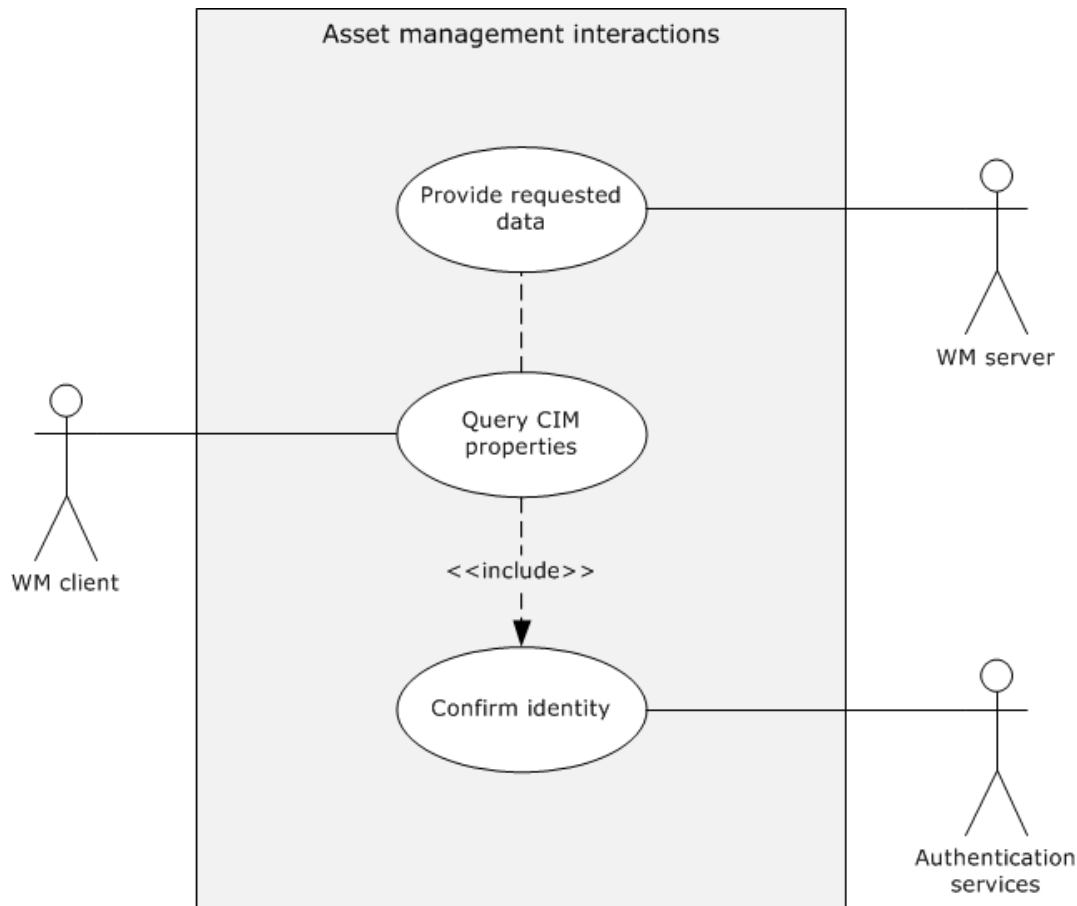 Asset management interactions
Provide requested
data
WM server
Query CIM
properties
WM client
<<include>>
Confirm identity
Authentication
services